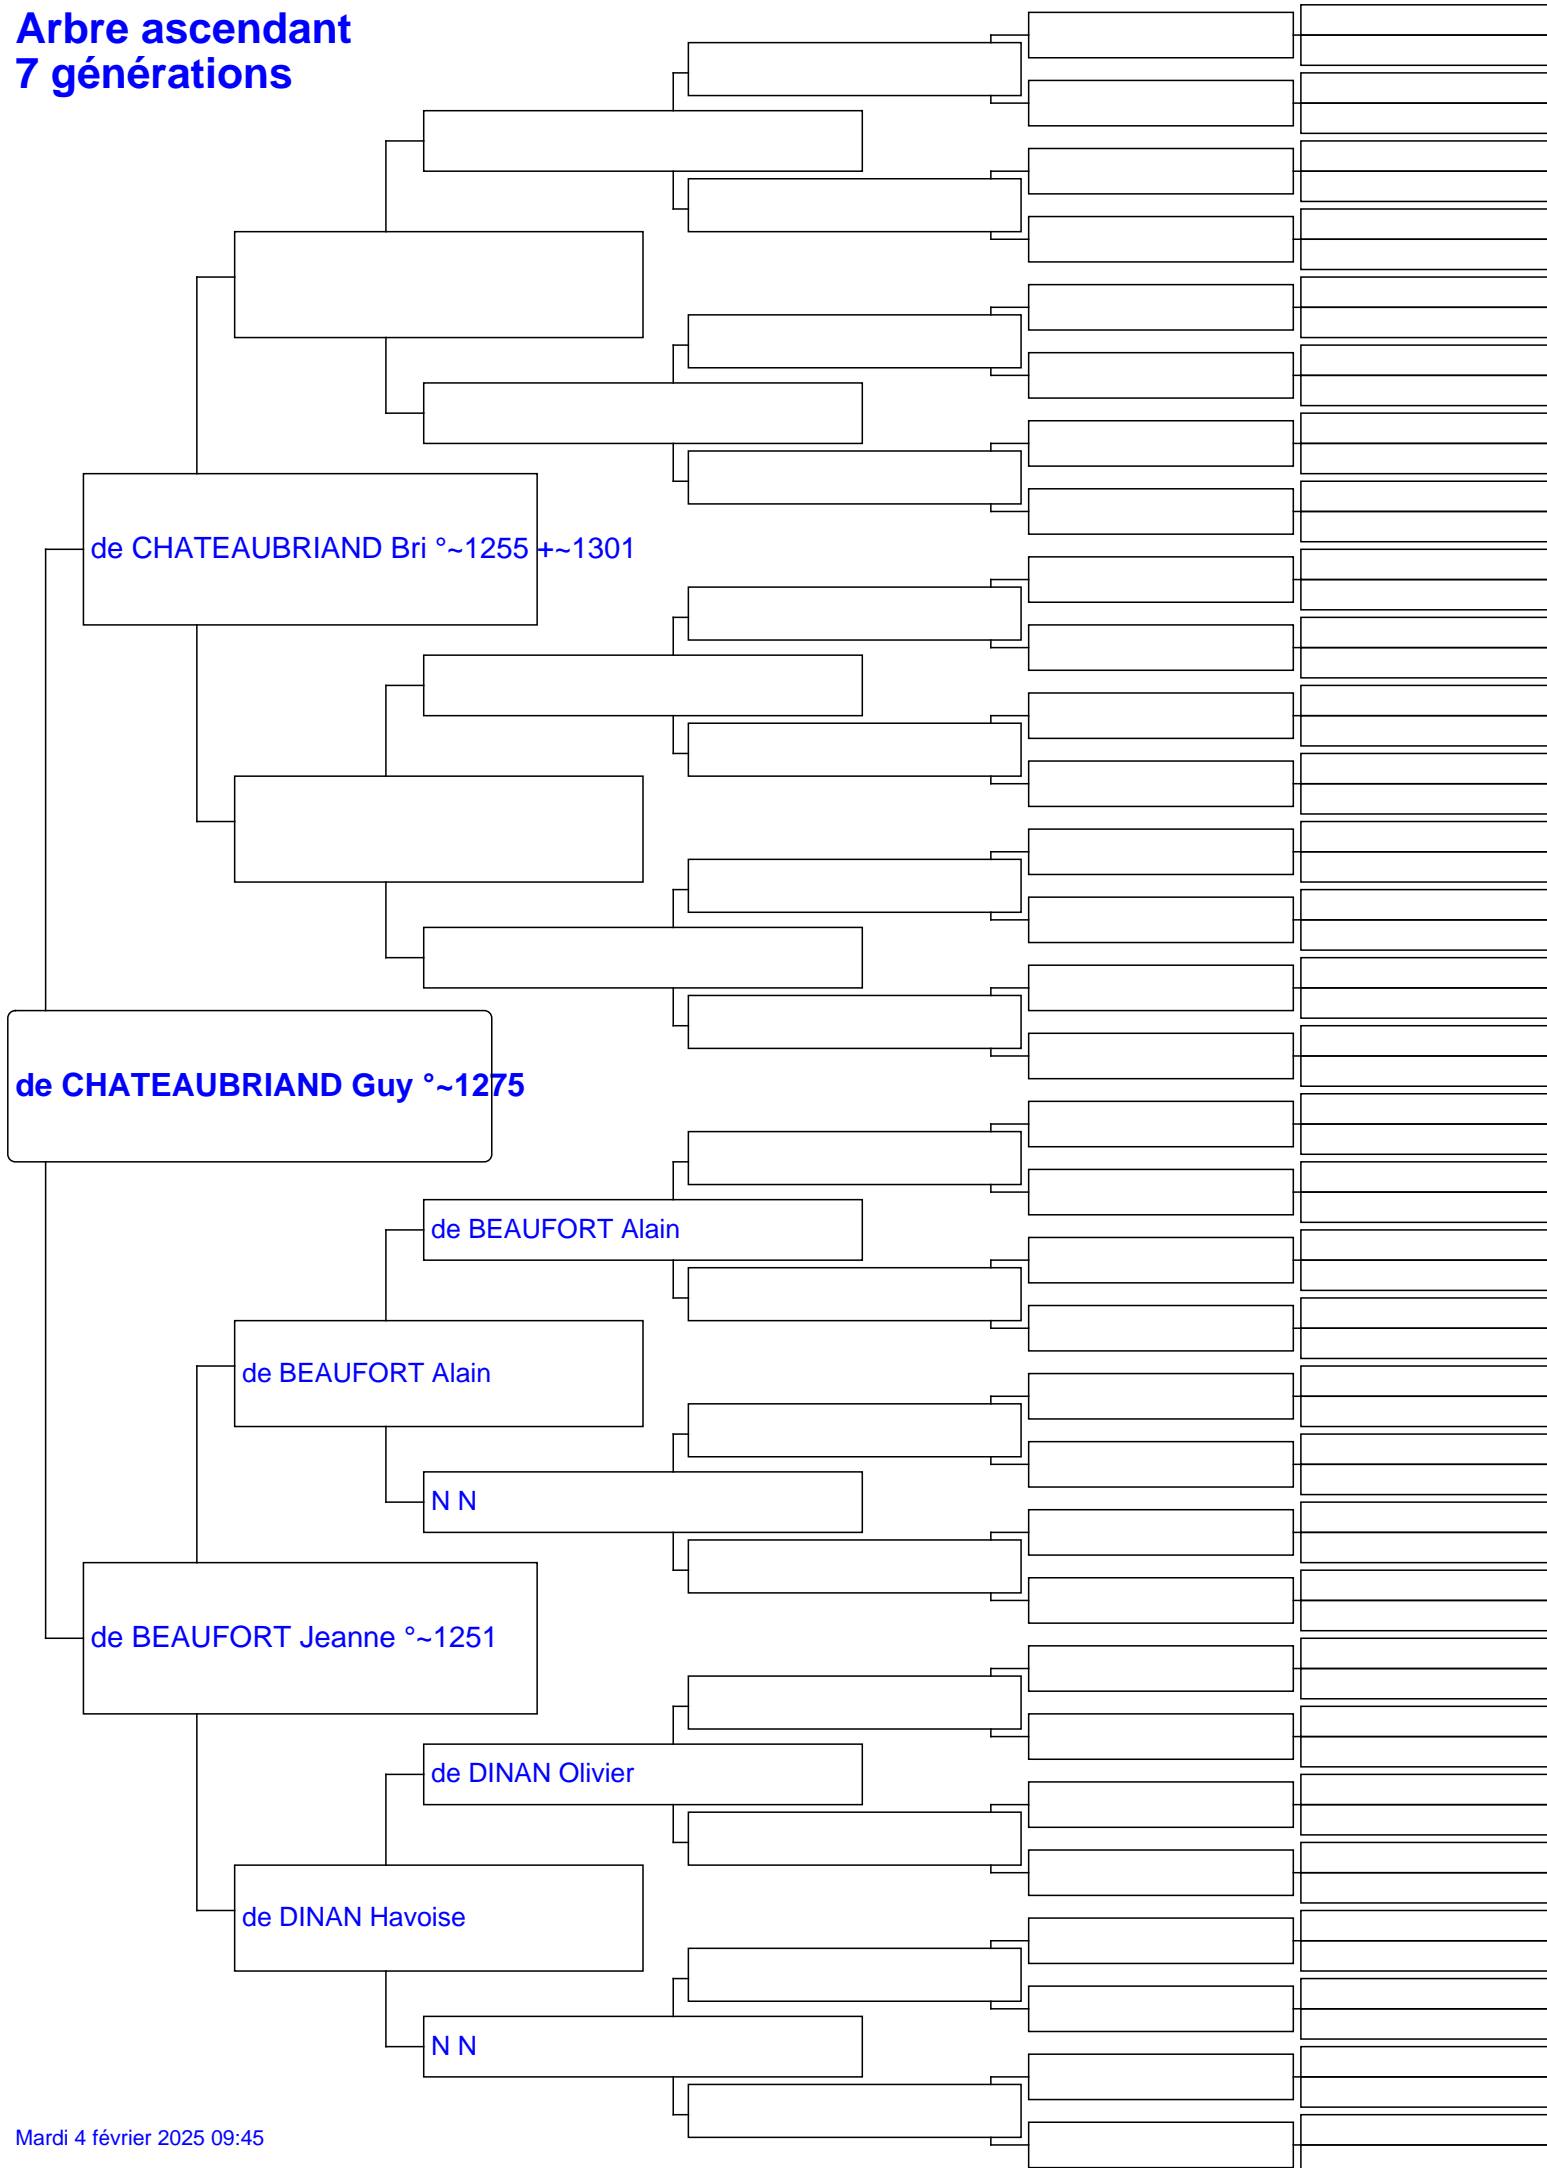 Arbre ascendant
7 générations
de CHATEAUBRIAND Bri °~1255 +~1301
de CHATEAUBRIAND Guy °~1275
de BEAUFORT Alain
de BEAUFORT Alain
N N
de BEAUFORT Jeanne °~1251
de DINAN Olivier
de DINAN Havoise
N N
Mardi 4 février 2025 09:45